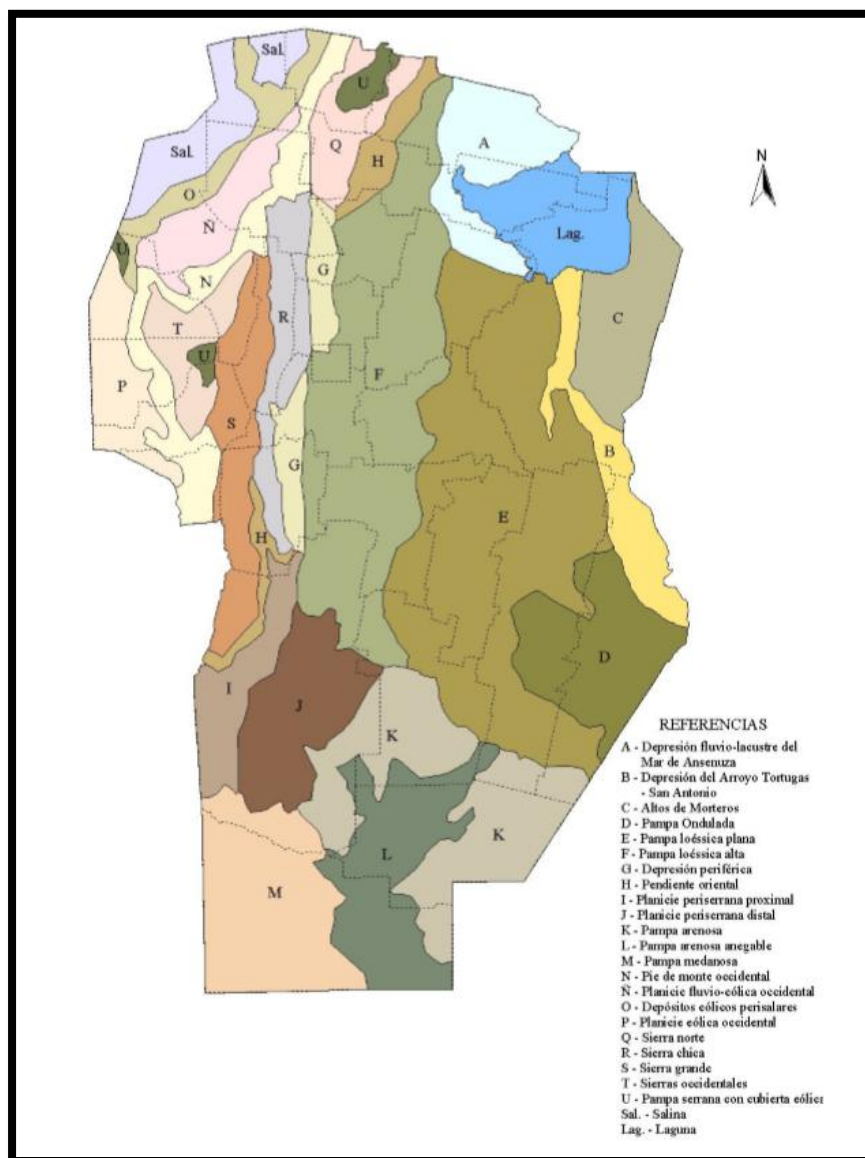 Sal.
U
Sal.
Q
A
H
N
O
Lag.
Ñ
U
N
G
R
T
C
U
F
P
S
B
G
E
H
D
I
J
K
K
L
M
REFERENCIAS
A - Depresión fluvio-lacustre del
Mar de Ansenuza
B - Depresión del Arroyo Tortugas
- San Antonio
C - Altos de Morteros
D - Pampa Ondulada
E - Pampa loéssica plana
F - Pampa loéssica alta
G - Depresión periférica
H - Pendiente oriental
I - Planicie periserrana proximal
J - Planicie periserrana distal
K - Pampa arenosa
L - Pampa arenosa anegable
M - Pampa medanosa
N - Pie de monte occidental
Ñ - Planicie fluvio-eólica occidental
O - Depósitos eólicos perisalares
P - Planicie eólica occidental
Q - Sierra norte
R - Sierra chica
S - Sierra grande
T - Sierras occidentales
U - Pampa serrana con cubierta eólic
Sal. - Salina
Lag. - Laguna